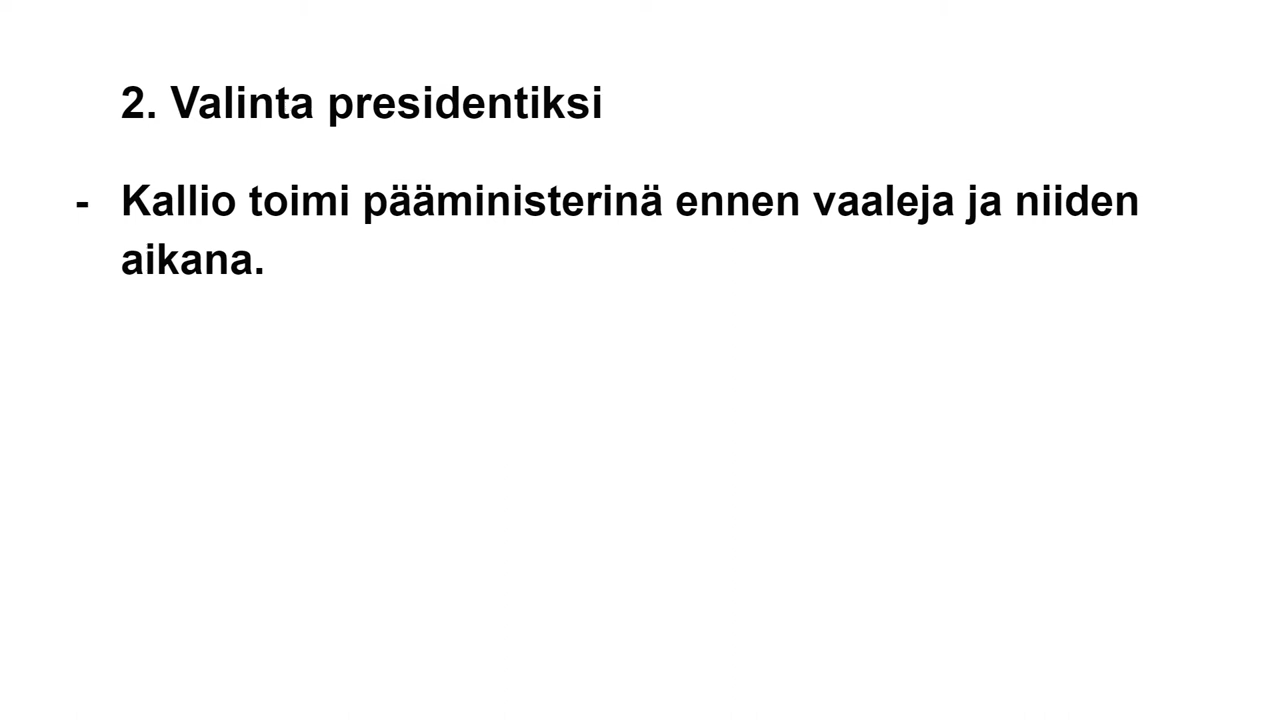 2. Valinta presidentiksi
- Kallio toimi pääministerinä ennen vaaleja ja niiden
aikana.